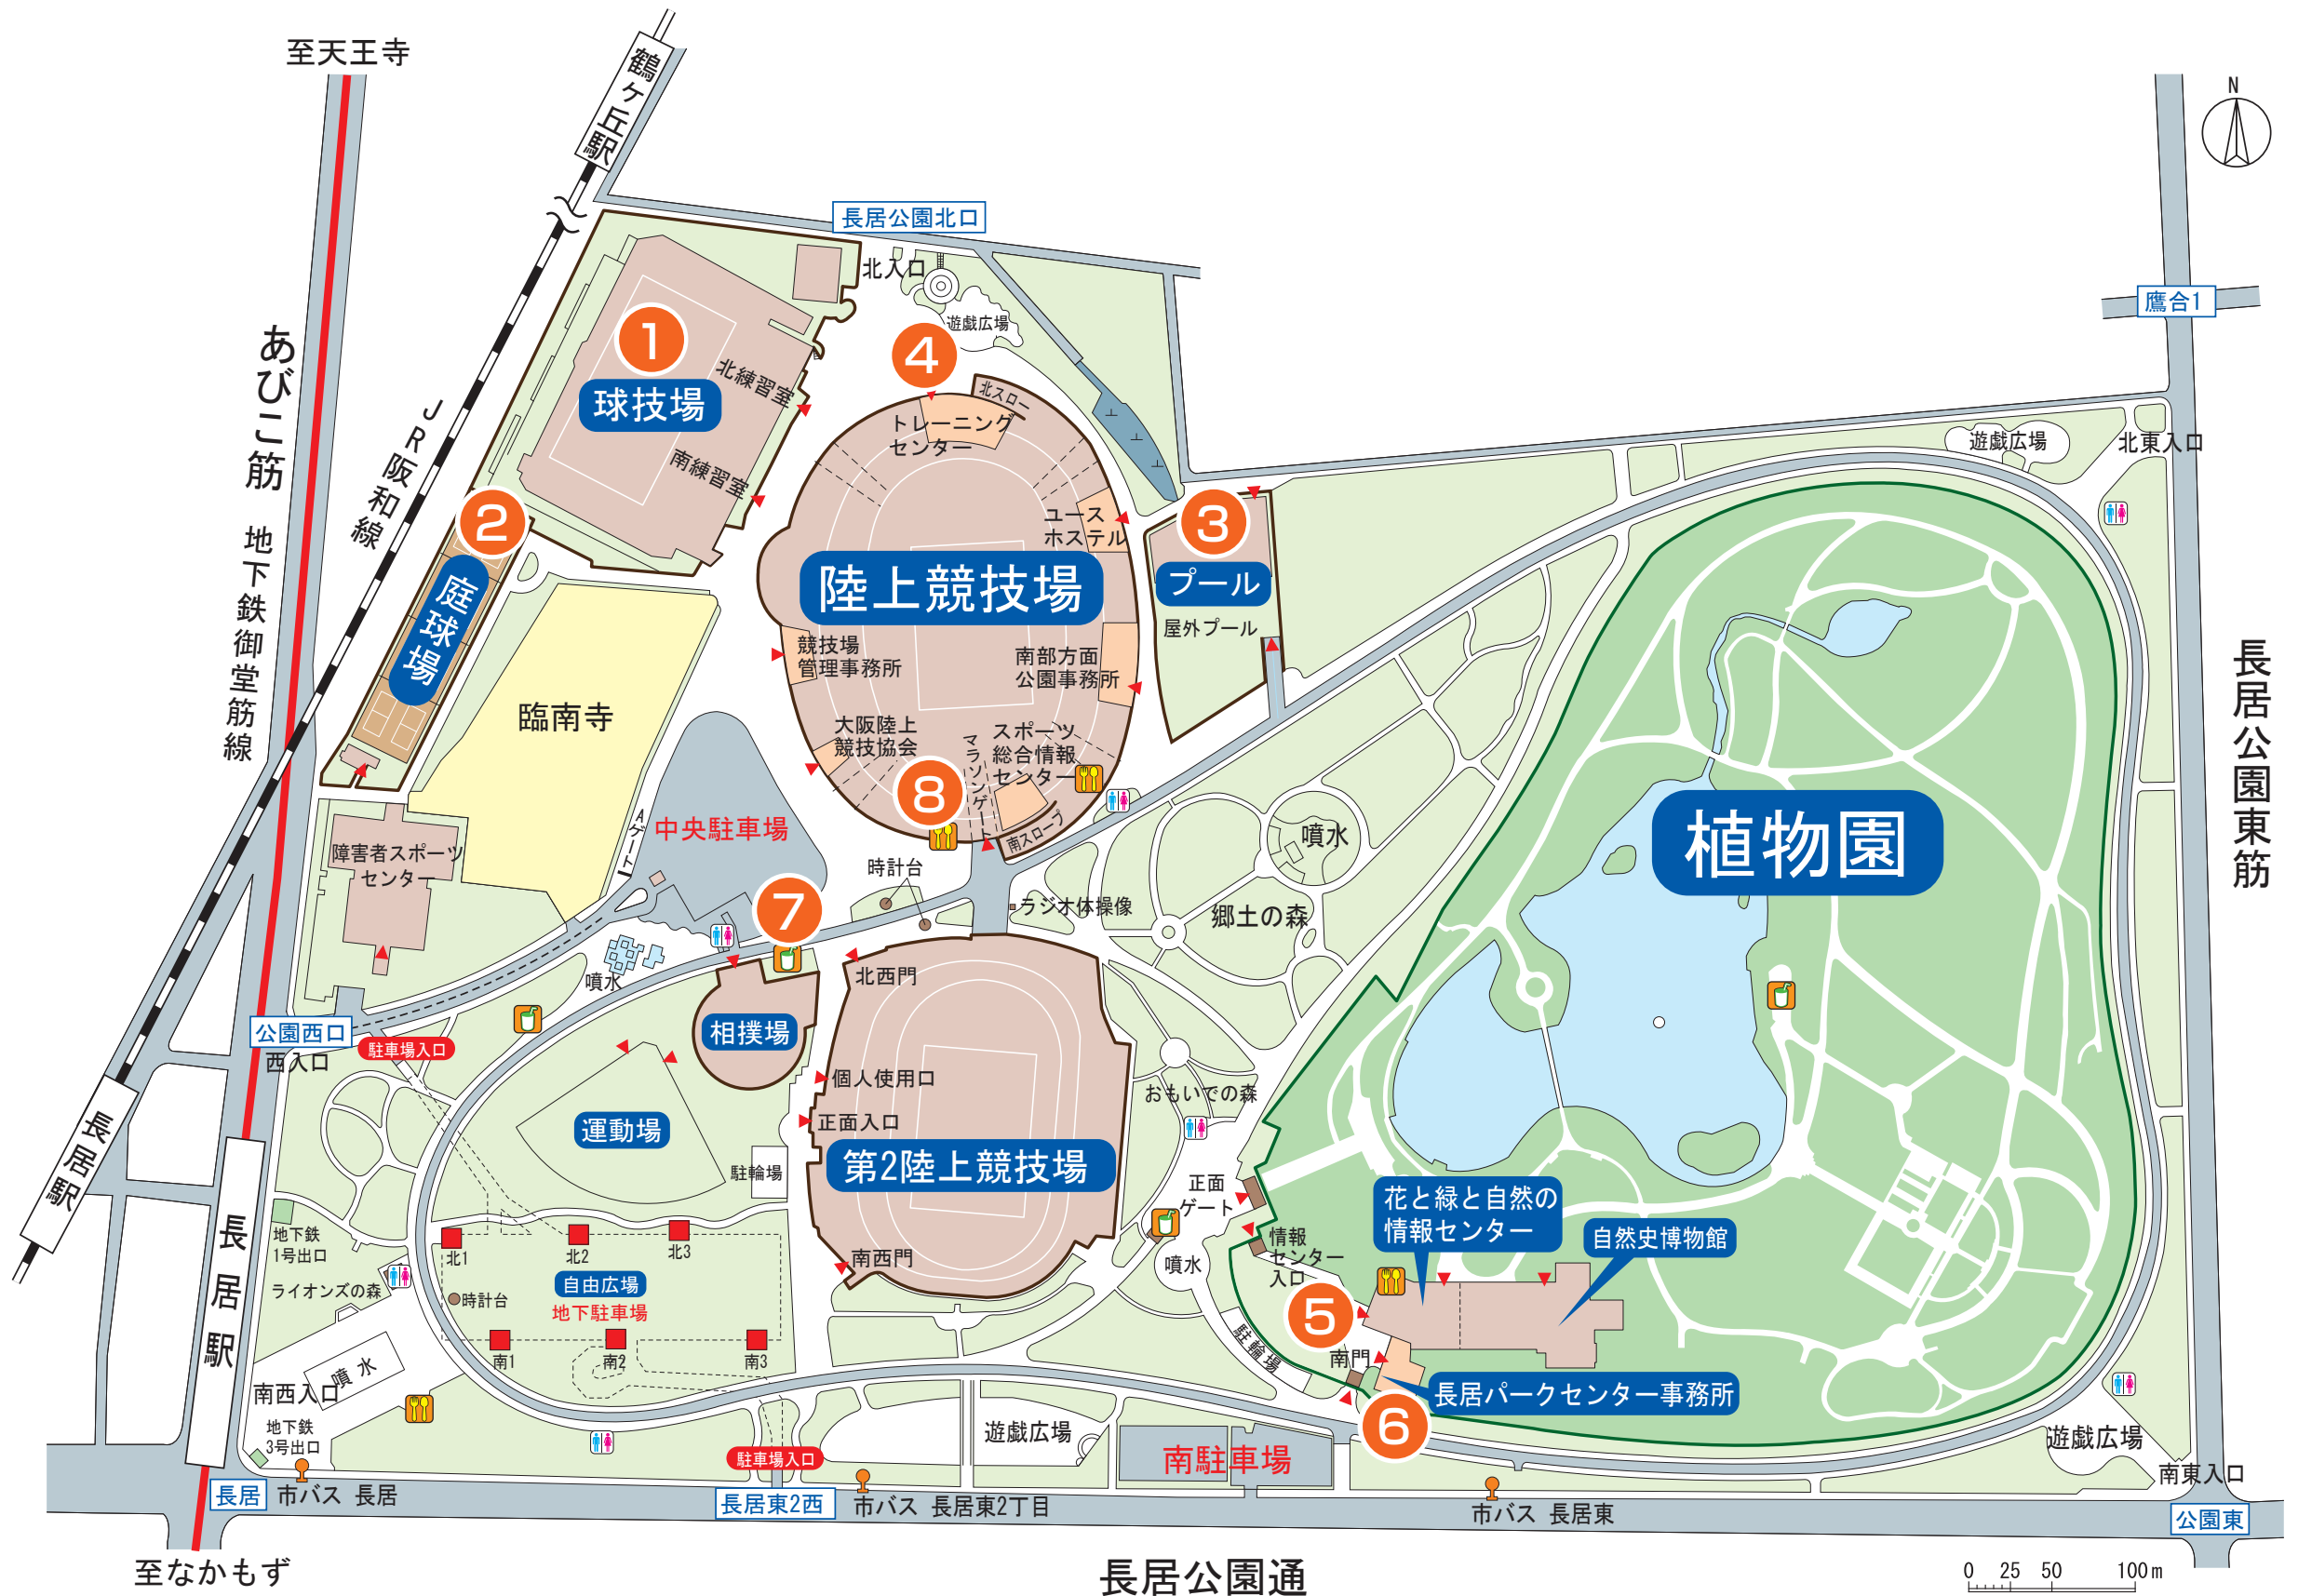 至天王寺
鶴ヶ丘駅
N
長居公園北口
北入口
遊戯広場
鷹合1
1
球技場
北練習室
南練習室
4
北スロー
トレーニング
センター
あびこ筋
地下鉄御堂筋線
JR阪和線
2
庭球場
ユース
ホステル
3
プール
屋外プール
陸上競技場
競技場
管理事務所
南部方面
公園事務所
大阪陸上
競技協会
スポーツ
総合情報
センター
マラソンゲート
8
南スロープ
遊戯広場
北東入口
長居公園東筋
臨南寺
Aゲート
中央駐車場
障害者スポーツ
センター
時計台
7
ラジオ体操像
噴水
郷土の森
植物園
噴水
北西門
相撲場
公園西口
西入口
駐車場入口
個人使用口
正面入口
運動場
駐輪場
第2陸上競技場
おもいでの森
正面
ゲート
花と緑と自然の
情報センター
自然史博物館
情報
センター
入口
噴水
長居駅
長居駅
地下鉄
1号出口
ライオンズの森
北1
北2
北3
自由広場
地下駐車場
時計台
南1
南2
南3
南西門
5
駐輪場
南門
長居パークセンター事務所
6
噴水
南西入口
地下鉄
3号出口
駐車場入口
遊戯広場
南駐車場
遊戯広場
南東入口
長居
市バス 長居
長居東2西
市バス 長居東2丁目
市バス 長居東
公園東
至なかもず
長居公園通
0 25 50 100m